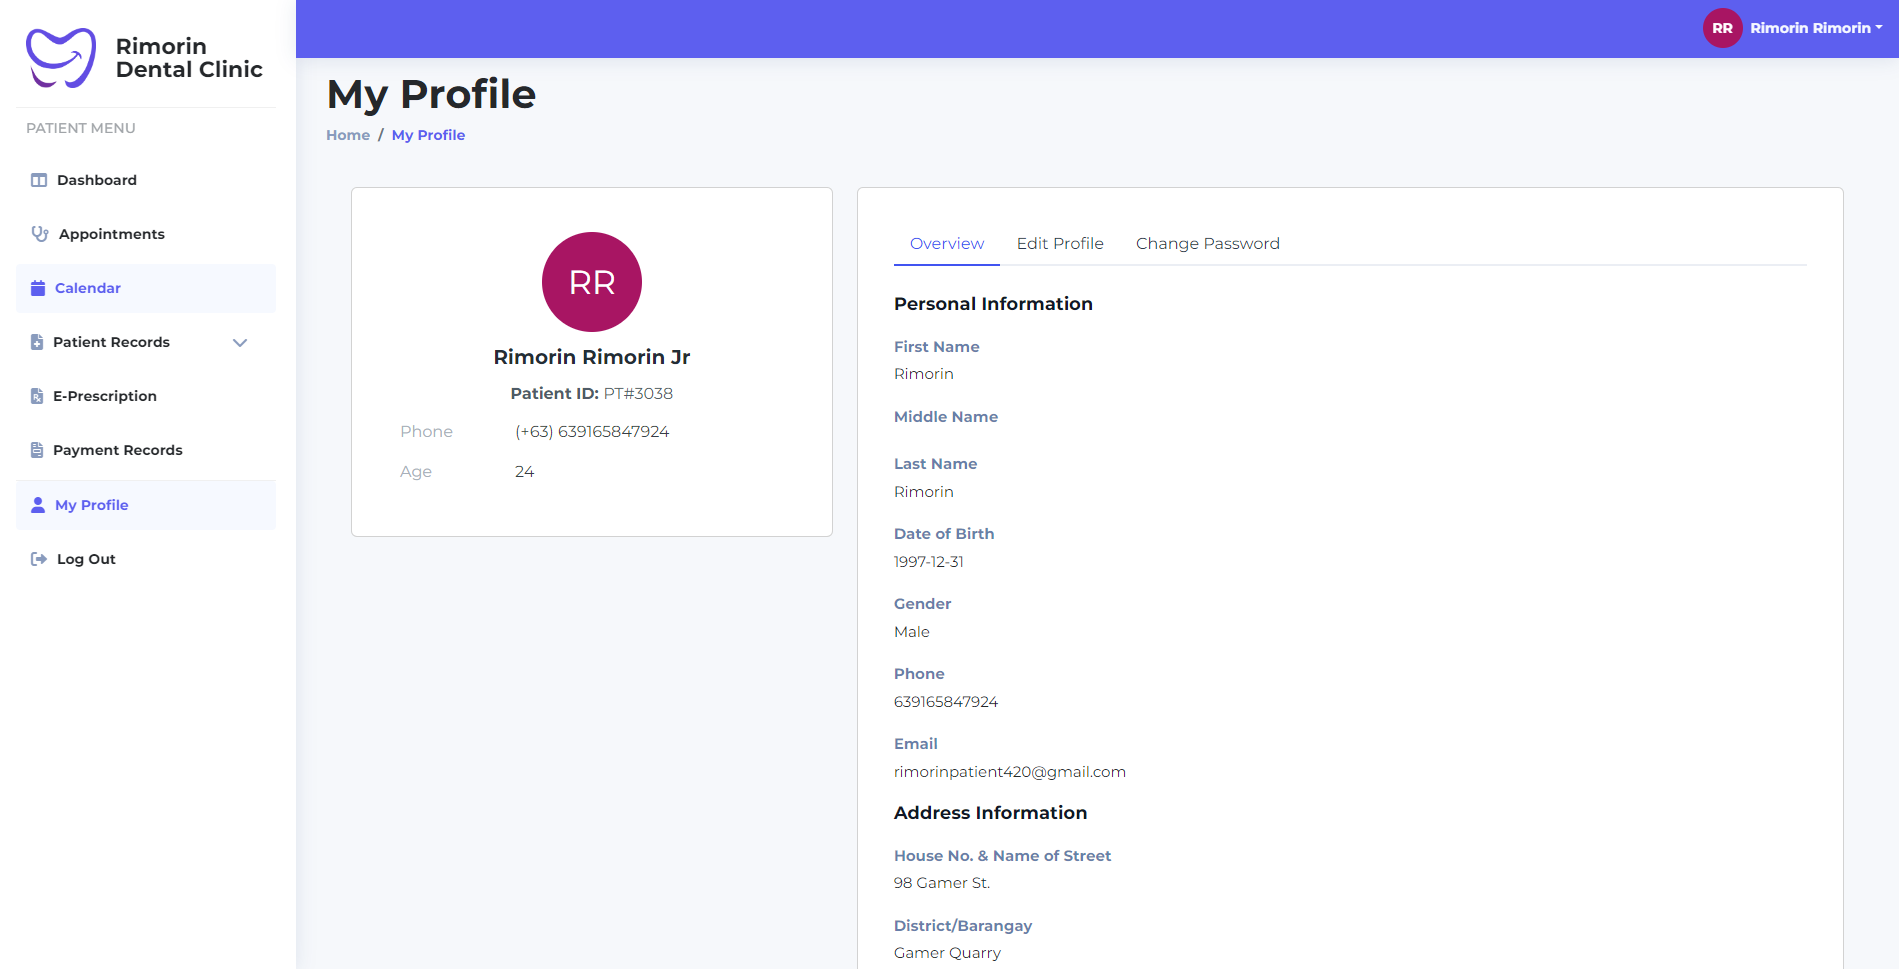 Rimorin
Dental Clinic
PATIENT MENU
Dashboard
Appointments
Calendar
Patient Records
E-Prescription
Payment Records
My Profile
Log Out
RR Rimorin Rimorin
My Profile
Home / My Profile
RR
Rimorin Rimorin Jr
Patient ID: PT#3038
Phone (+63) 639165847924
Age 24
Overview Edit Profile Change Password
Personal Information
First Name
Rimorin
Middle Name
Last Name
Rimorin
Date of Birth
1997-12-31
Gender
Male
Phone
639165847924
Email
rimorinpatient420@gmail.com
Address Information
House No. & Name of Street
98 Gamer St.
District/Barangay
Gamer Quarry